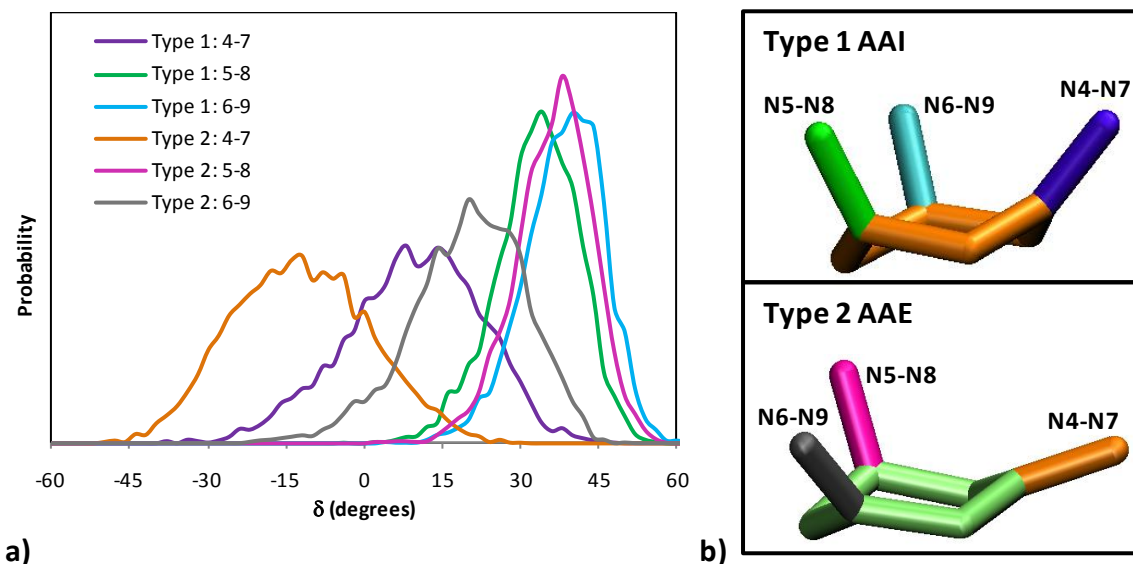 Type 1: 4-7
Type 1: 5-8
Type 1: 6-9
Type 2: 4-7
Type 2: 5-8
Type 2: 6-9
Probability
-60 -45 -30 -15 0 15 30 45 60
δ (degrees)
a)
Type 1 AAI
N5-N8 N6-N9 N4-N7
Type 2 AAE
N5-N8
N6-N9 N4-N7
b)